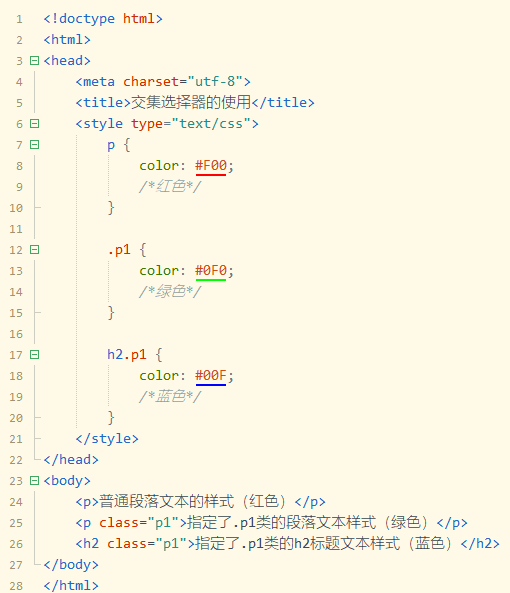 1 <!doctype html>
2 <html>
3 <head>
4 <meta charset="utf-8">
5 <title>交集选择器的使用</title>
6 <style type="text/css">
7 p {
8 color: #F00;
9 /*红色*/
10 }
11
12 .p1 {
13 color: #0F0;
14 /*绿色*/
15 }
16
17 h2.p1 {
18 color: #00F;
19 /*蓝色*/
20 }
21 </style>
22 </head>
23 <body>
24 <p>普通段落文本的样式（红色）</p>
25 <p class="p1">指定了.p1类的段落文本样式（绿色）</p>
26 <h2 class="p1">指定了.p1类的h2标题文本样式（蓝色）</h2>
27 </body>
28 </html>